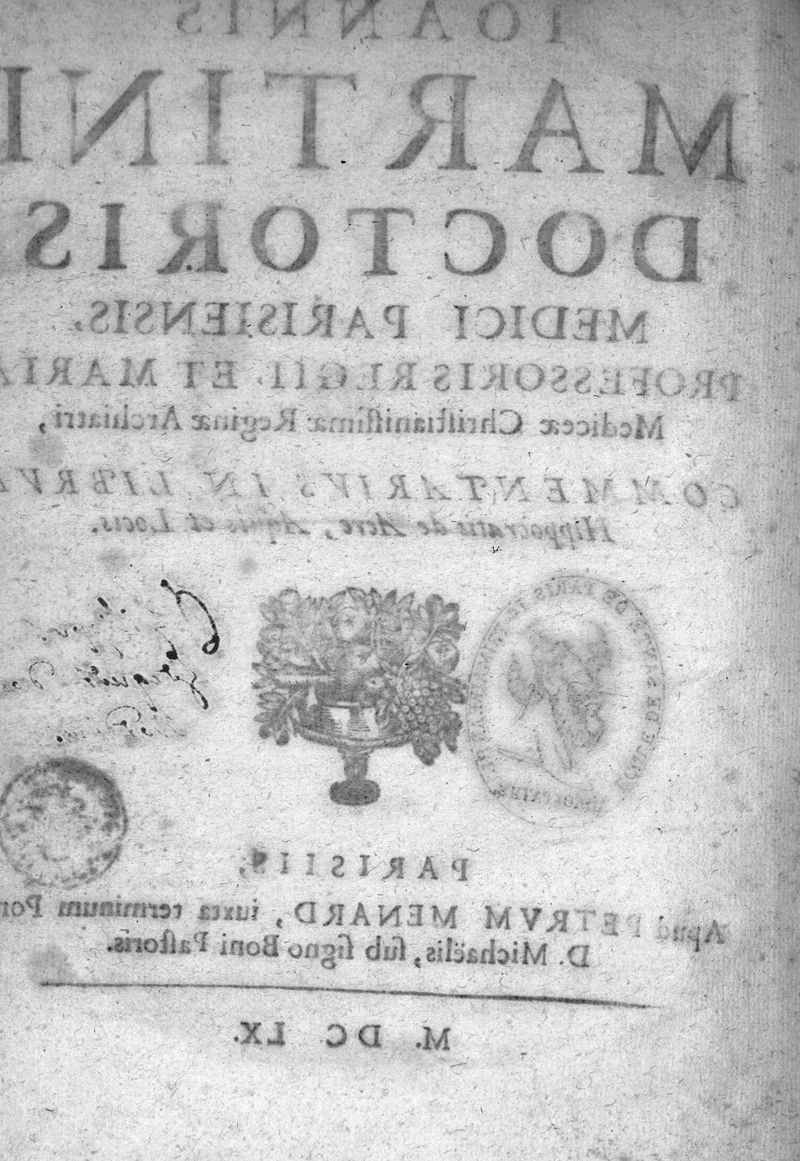 IOANNIS
MARTINI
DOCTORIS
MEDICI PARISIENSIS,
PROFESSORIS REGII, ET MARIA
Mediceæ Christianissimæ Reginæ Archiatri,
COMMENTARIVS IN LIBRV
Hippocratis de Aere, Aquis et Locis.
PARISIIS,
Apud PETRVM MENARD, iuxta terminum Pon
D. Michaëlis, sub signo Boni Pastoris.
M. DC LX.